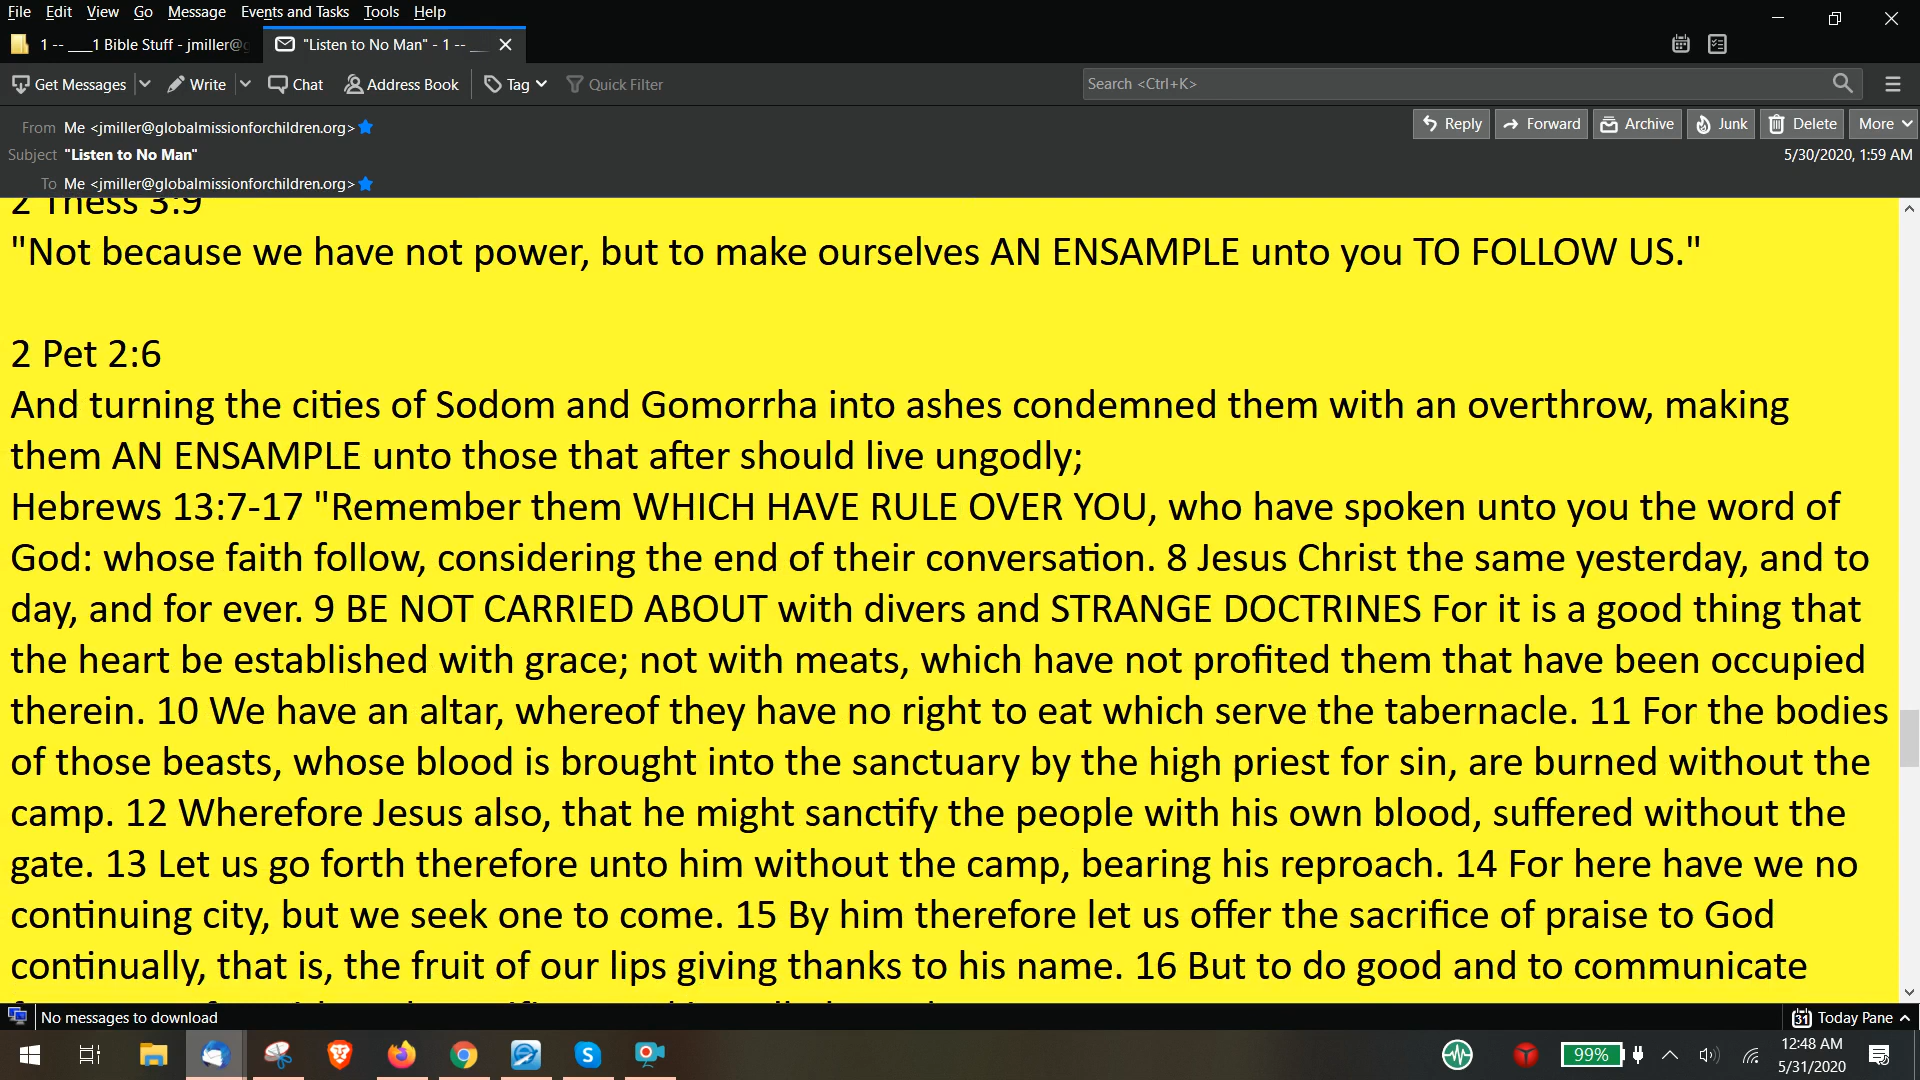 File Edit View Go Message Events and Tasks Tools Help
1 -- ___1 Bible Stuff - jmiller@g
"Listen to No Man" - 1 -- __
Get Messages Write Chat Address Book Tag Quick Filter Search <Ctrl+K>
From Me <jmiller@globalmissionforchildren.org> Reply Forward Archive Junk Delete More
Subject "Listen to No Man" 5/30/2020, 1:59 AM
To Me <jmiller@globalmissionforchildren.org>
2 Thess 3:9
"Not because we have not power, but to make ourselves AN ENSAMPLE unto you TO FOLLOW US."
2 Pet 2:6
And turning the cities of Sodom and Gomorrha into ashes condemned them with an overthrow, making
them AN ENSAMPLE unto those that after should live ungodly;
Hebrews 13:7-17 "Remember them WHICH HAVE RULE OVER YOU, who have spoken unto you the word of
God: whose faith follow, considering the end of their conversation. 8 Jesus Christ the same yesterday, and to
day, and for ever. 9 BE NOT CARRIED ABOUT with divers and STRANGE DOCTRINES For it is a good thing that
the heart be established with grace; not with meats, which have not profited them that have been occupied
therein. 10 We have an altar, whereof they have no right to eat which serve the tabernacle. 11 For the bodies
of those beasts, whose blood is brought into the sanctuary by the high priest for sin, are burned without the
camp. 12 Wherefore Jesus also, that he might sanctify the people with his own blood, suffered without the
gate. 13 Let us go forth therefore unto him without the camp, bearing his reproach. 14 For here have we no
continuing city, but we seek one to come. 15 By him therefore let us offer the sacrifice of praise to God
continually, that is, the fruit of our lips giving thanks to his name. 16 But to do good and to communicate
No messages to download 31 Today Pane
99% 12:48 AM
5/31/2020